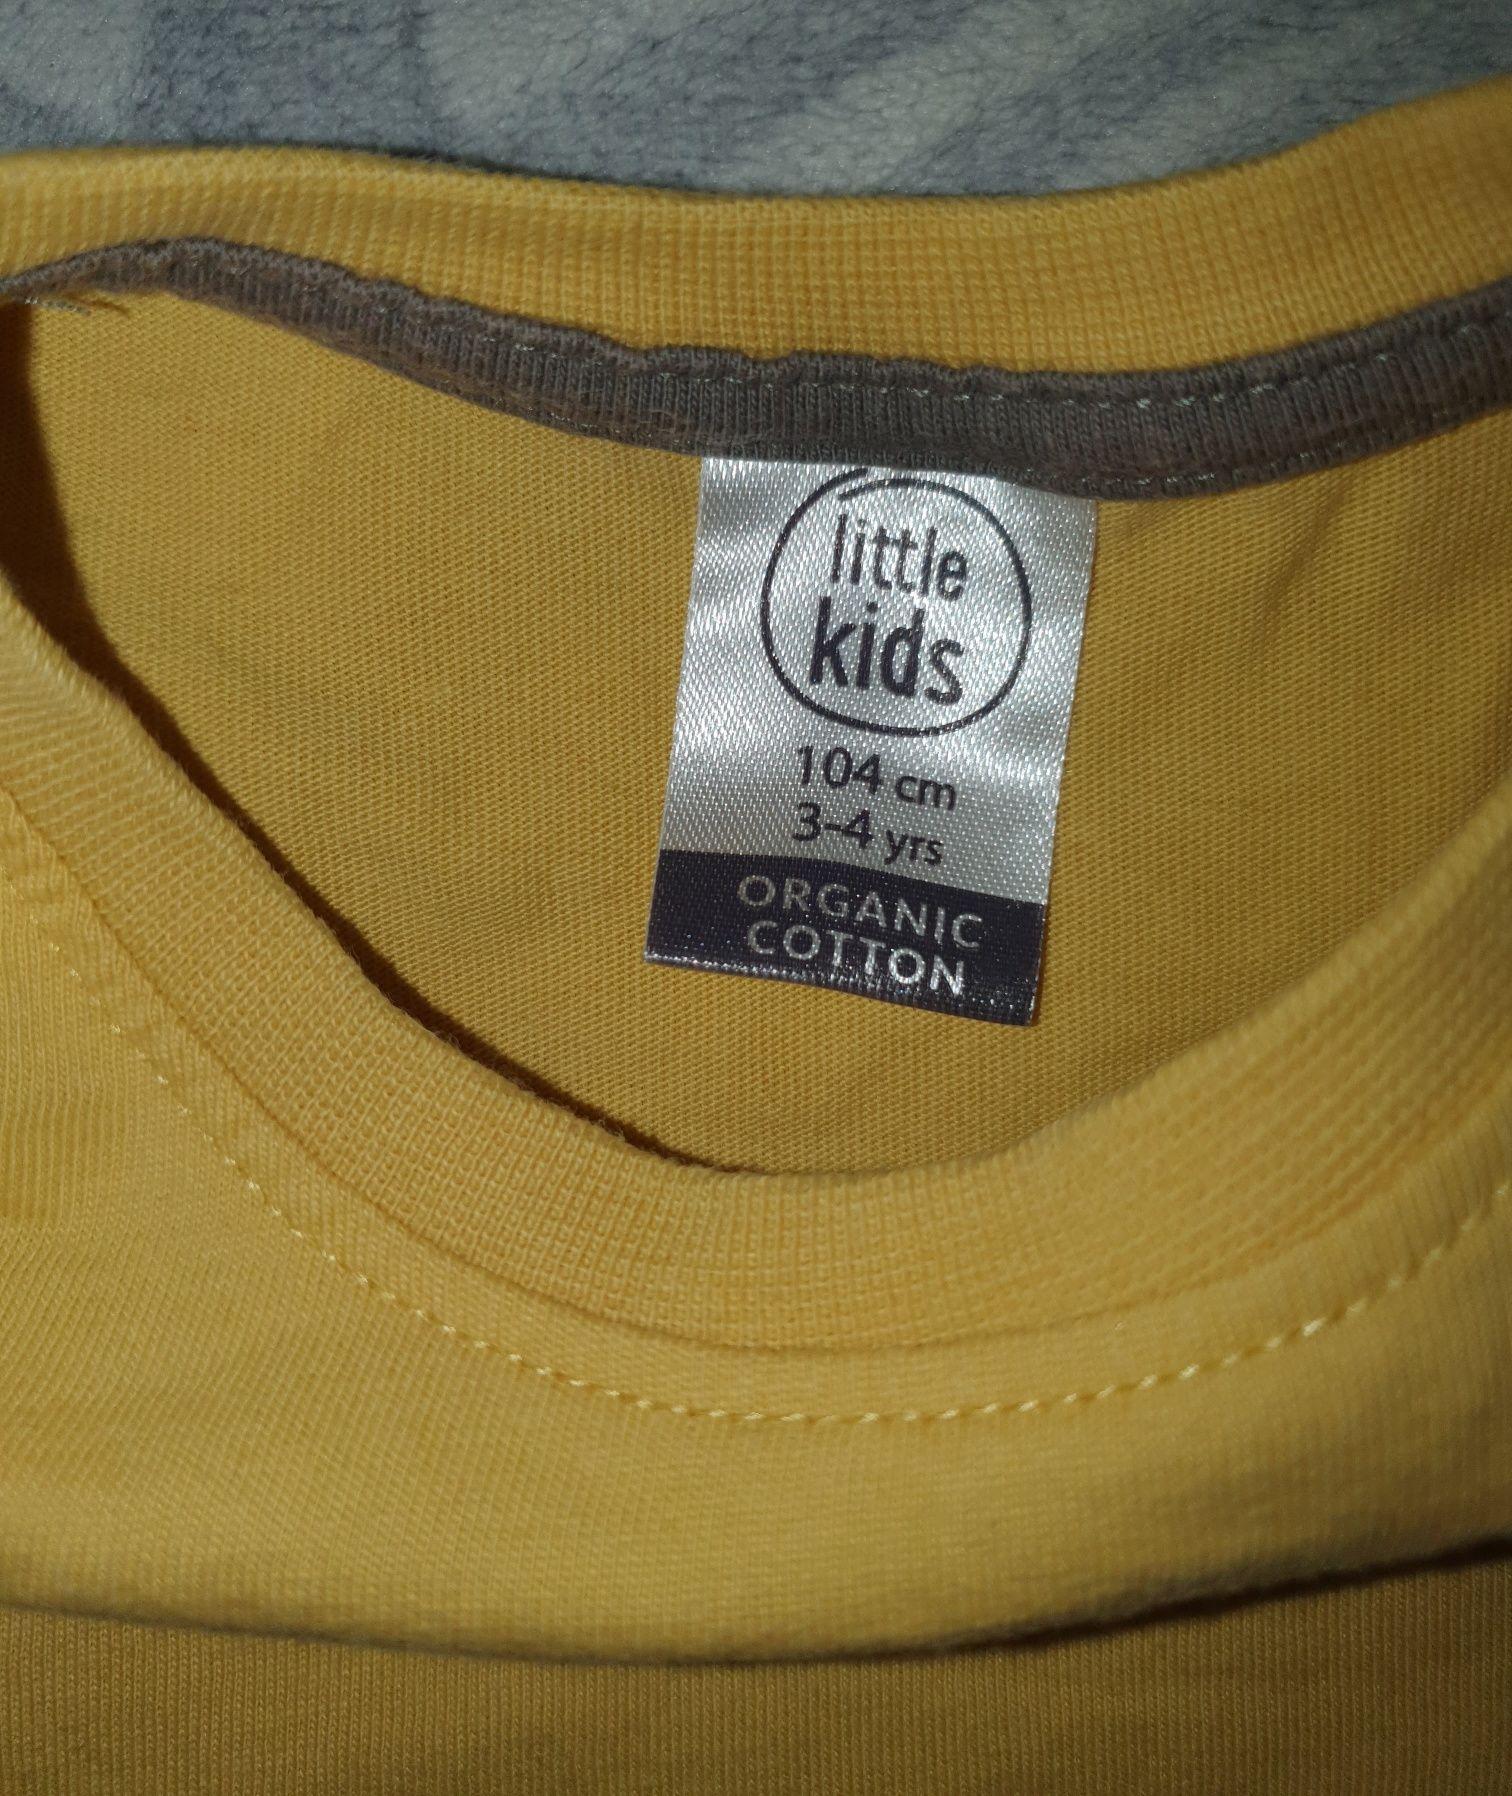 little
kids
104 cm
3-4 yrs
ORGANIC
COTTON